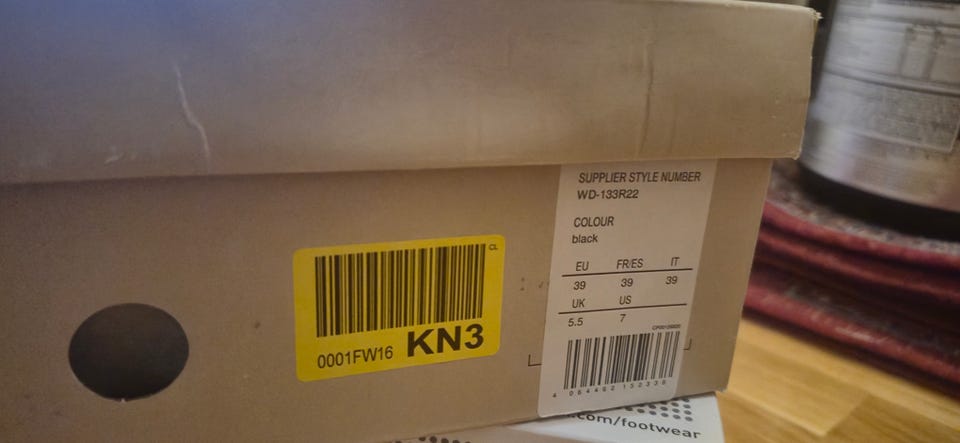 SUPPLIER STYLE NUMBER
WD-133R22
COLOUR
black
EU FR/ES IT
39 39 39
UK US
5.5 7
CL
0001FW16 KN3
.com/footwear